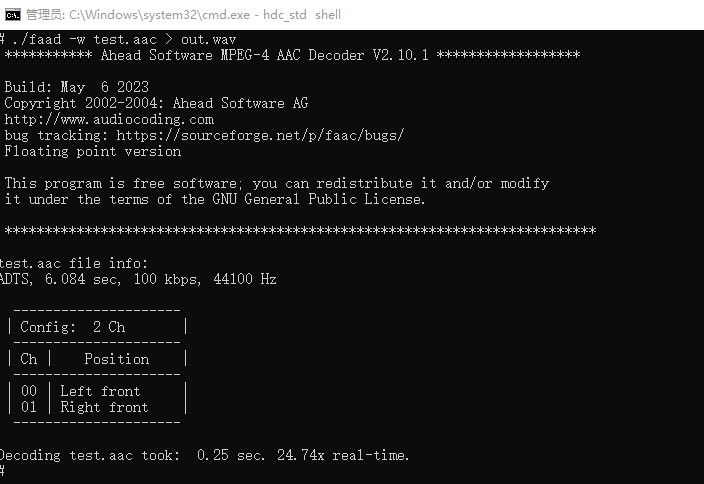 管理员: C:\Windows\system32\cmd.exe - hdc_std shell
# ./faad -w test.aac > out.wav
*********** Ahead Software MPEG-4 AAC Decoder V2.10.1 ******************
Build: May  6 2023
Copyright 2002-2004: Ahead Software AG
http://www.audiocoding.com
bug tracking: https://sourceforge.net/p/faac/bugs/
Floating point version
This program is free software; you can redistribute it and/or modify
it under the terms of the GNU General Public License.
**************************************************************************
test.aac file info:
ADTS, 6.084 sec, 100 kbps, 44100 Hz
---------------------
| Config:  2 Ch       |
---------------------
| Ch |    Position    |
---------------------
| 00 | Left front     |
| 01 | Right front    |
---------------------
Decoding test.aac took:  0.25 sec. 24.74x real-time.
#